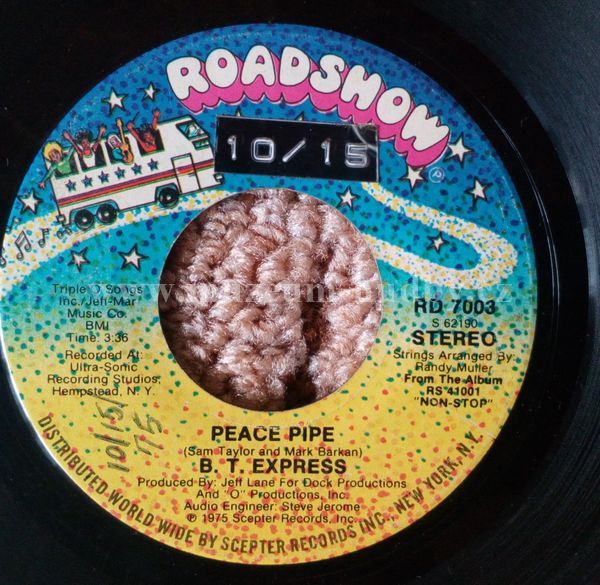 ROADSHOW
P
10/15
Triple O Songs
Inc./Jeff-Mar
Music Co.
BMI
Time: 3:36
Recorded At:
Ultra-Sonic
Recording Studios,
Hempstead, N. Y.
10/15/
75
RD 7003
S 62190
STEREO
Strings Arranged By:
Randy Muller
From The Album
RS 41001
"NON-STOP"
PEACE PIPE
(Sam Taylor and Mark Barkan)
B. T. EXPRESS
Produced By: Jeff Lane For Dock Productions
And "O" Productions, Inc.
Audio Engineer: Steve Jerome
℗ 1975 Scepter Records, Inc.
DISTRIBUTED WORLD WIDE BY SCEPTER RECORDS INC., NEW YORK, N.Y.